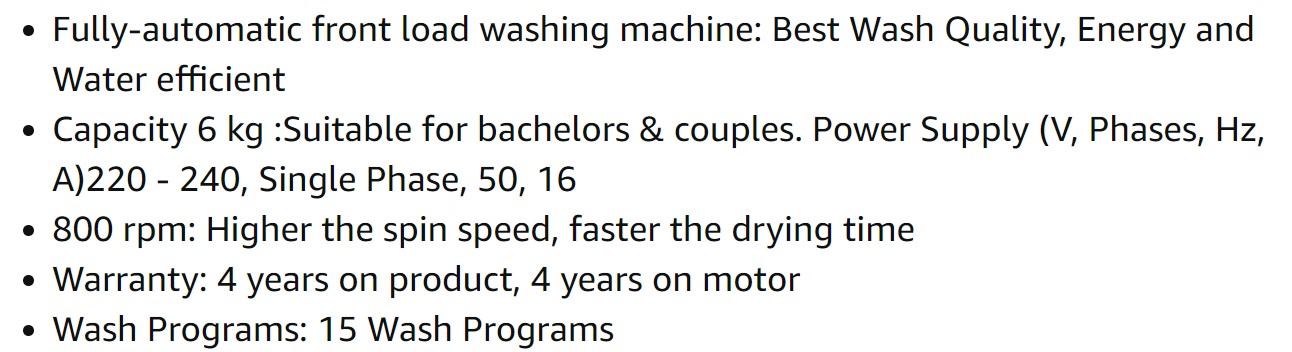 • Fully-automatic front load washing machine: Best Wash Quality, Energy and
Water efficient
• Capacity 6 kg :Suitable for bachelors & couples. Power Supply (V, Phases, Hz,
A)220 - 240, Single Phase, 50, 16
• 800 rpm: Higher the spin speed, faster the drying time
• Warranty: 4 years on product, 4 years on motor
• Wash Programs: 15 Wash Programs